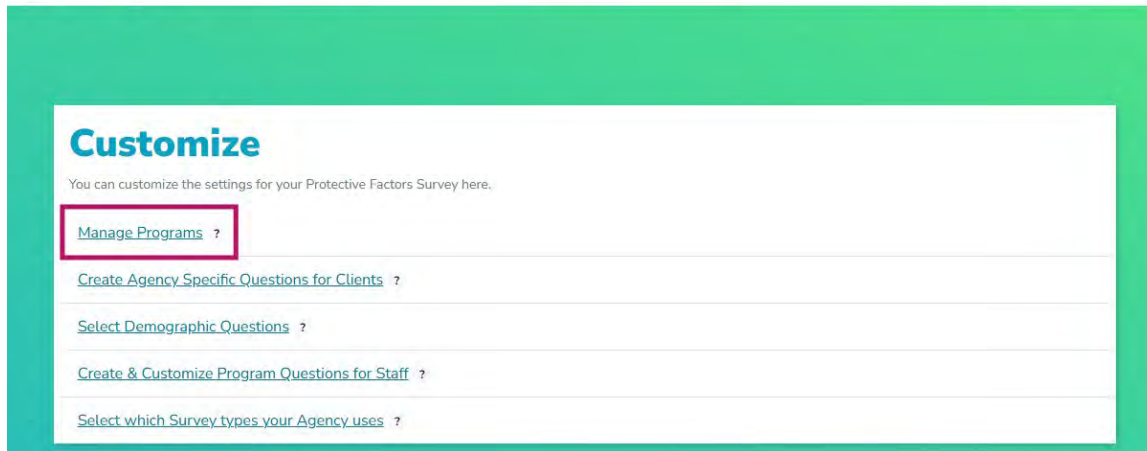 Customize
You can customize the settings for your Protective Factors Survey here.
Manage Programs ?
Create Agency Specific Questions for Clients ?
Select Demographic Questions ?
Create & Customize Program Questions for Staff ?
Select which Survey types your Agency uses ?